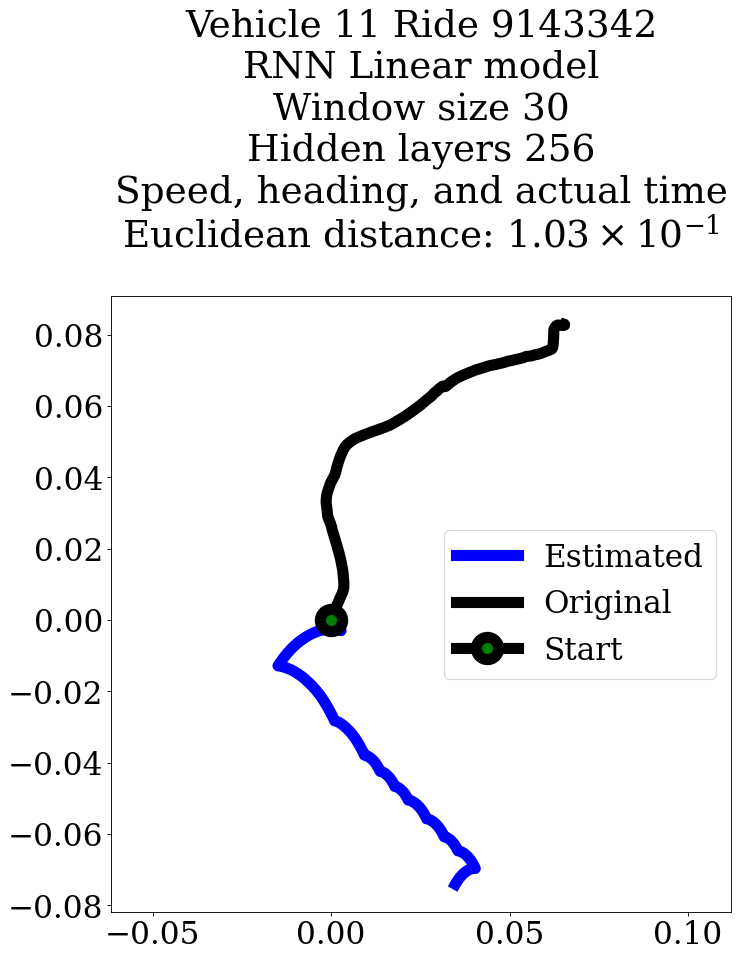 Vehicle 11 Ride 9143342
RNN Linear model
Window size 30
Hidden layers 256
Speed, heading, and actual time
Euclidean distance: 1.03 × 10⁻¹
0.08
0.06
0.04
0.02
0.00
−0.02
−0.04
−0.06
−0.08
Estimated
Original
Start
−0.05 0.00 0.05 0.10